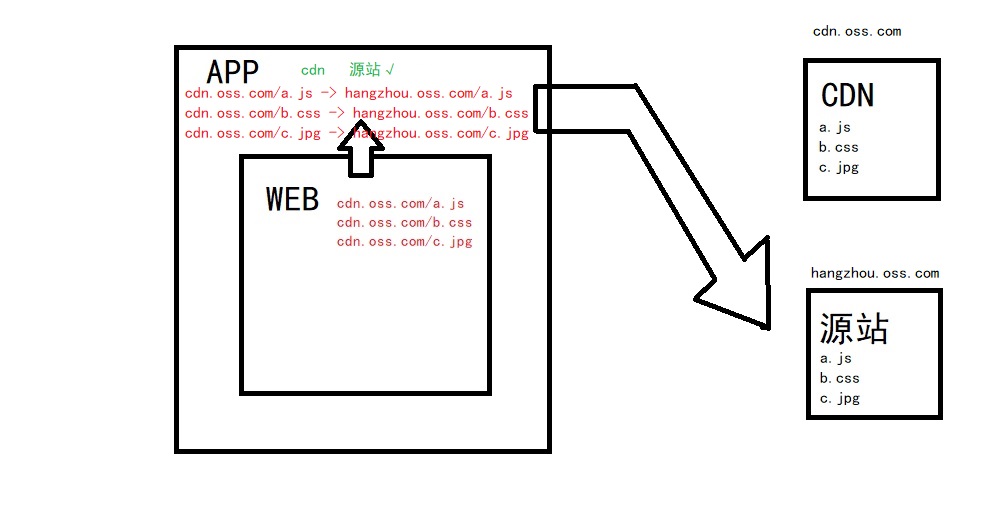 APP cdn 源站√
cdn.oss.com/a.js -> hangzhou.oss.com/a.js
cdn.oss.com/b.css -> hangzhou.oss.com/b.css
cdn.oss.com/c.jpg -> hangzhou.oss.com/c.jpg
WEB
cdn.oss.com/a.js
cdn.oss.com/b.css
cdn.oss.com/c.jpg
cdn.oss.com
CDN
a.js
b.css
c.jpg
hangzhou.oss.com
源站
a.js
b.css
c.jpg